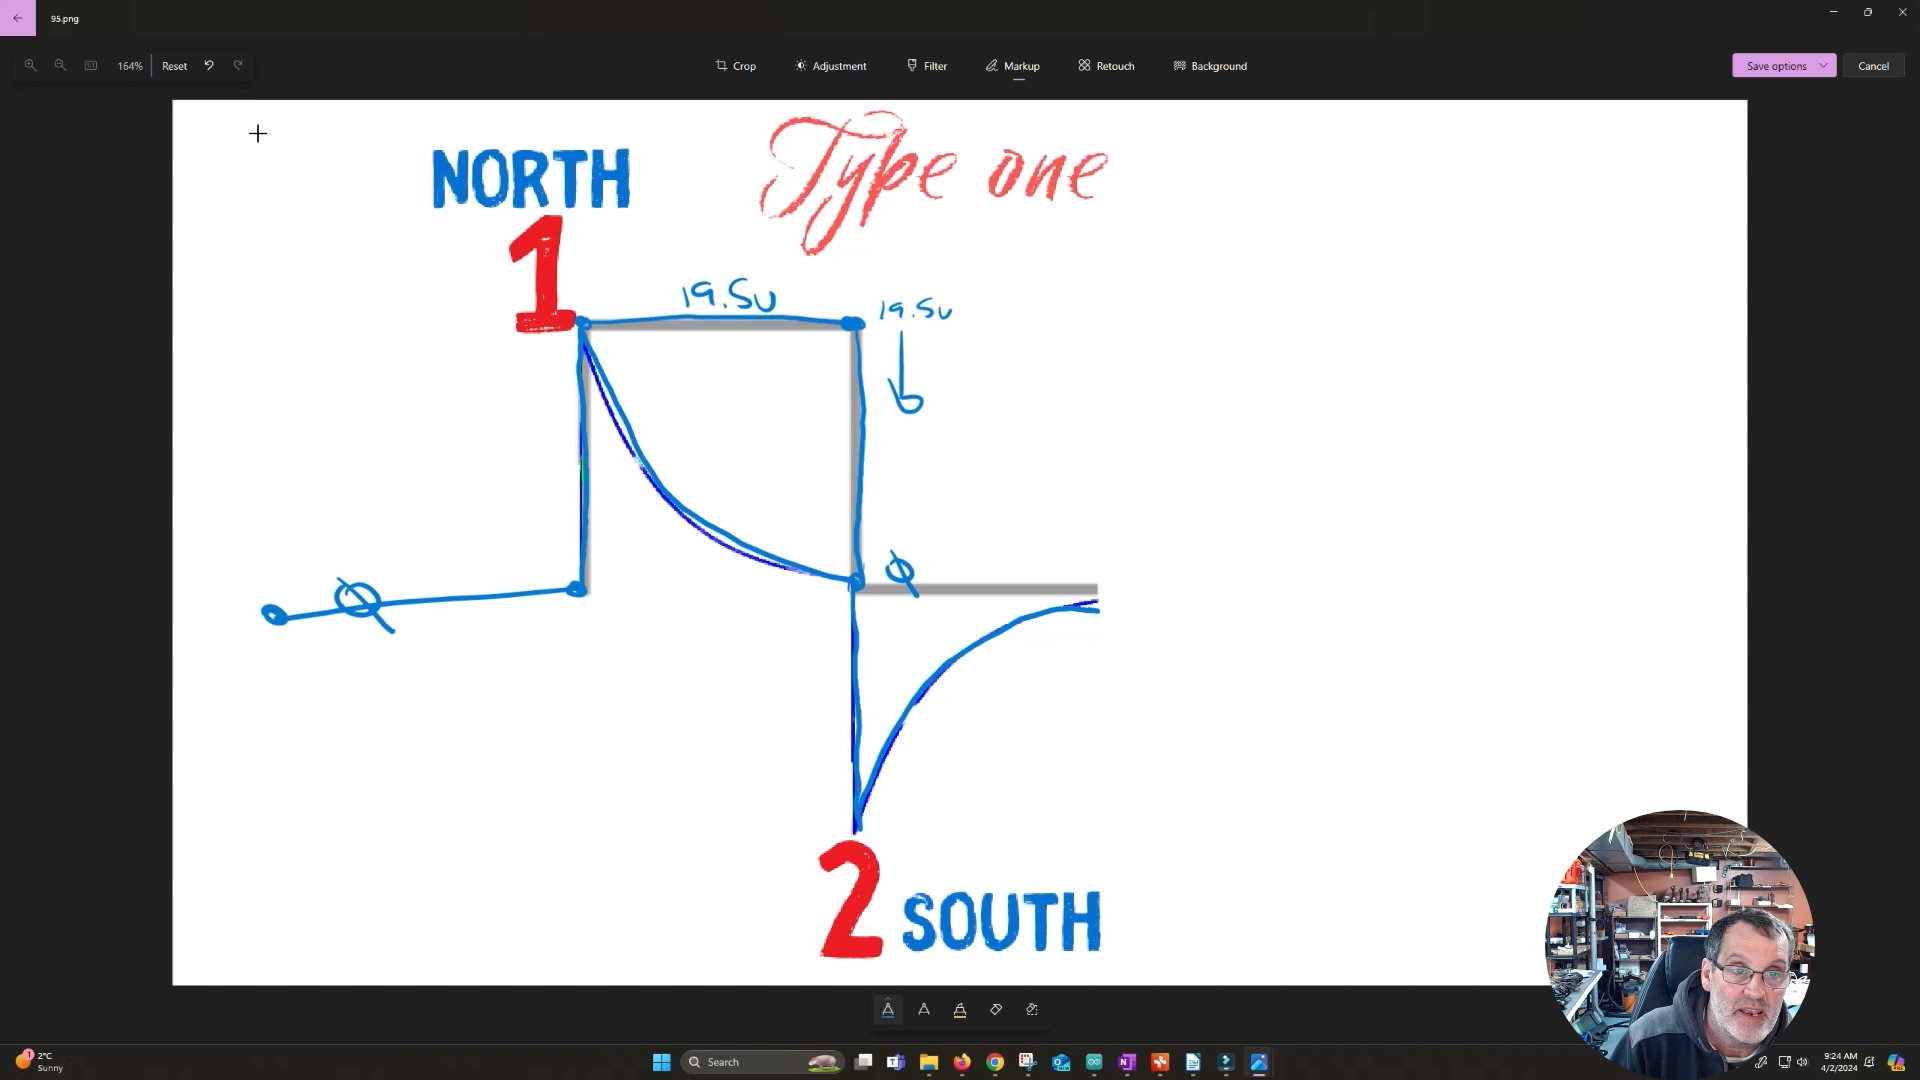 95.png
164%
Reset
Crop
Adjustment
Filter
Markup
Retouch
Background
Save options
Cancel
NORTH
Type one
1
19.5u
19.5u
2 SOUTH
1
2°C
Sunny
Search
9:24 AM
4/2/2024